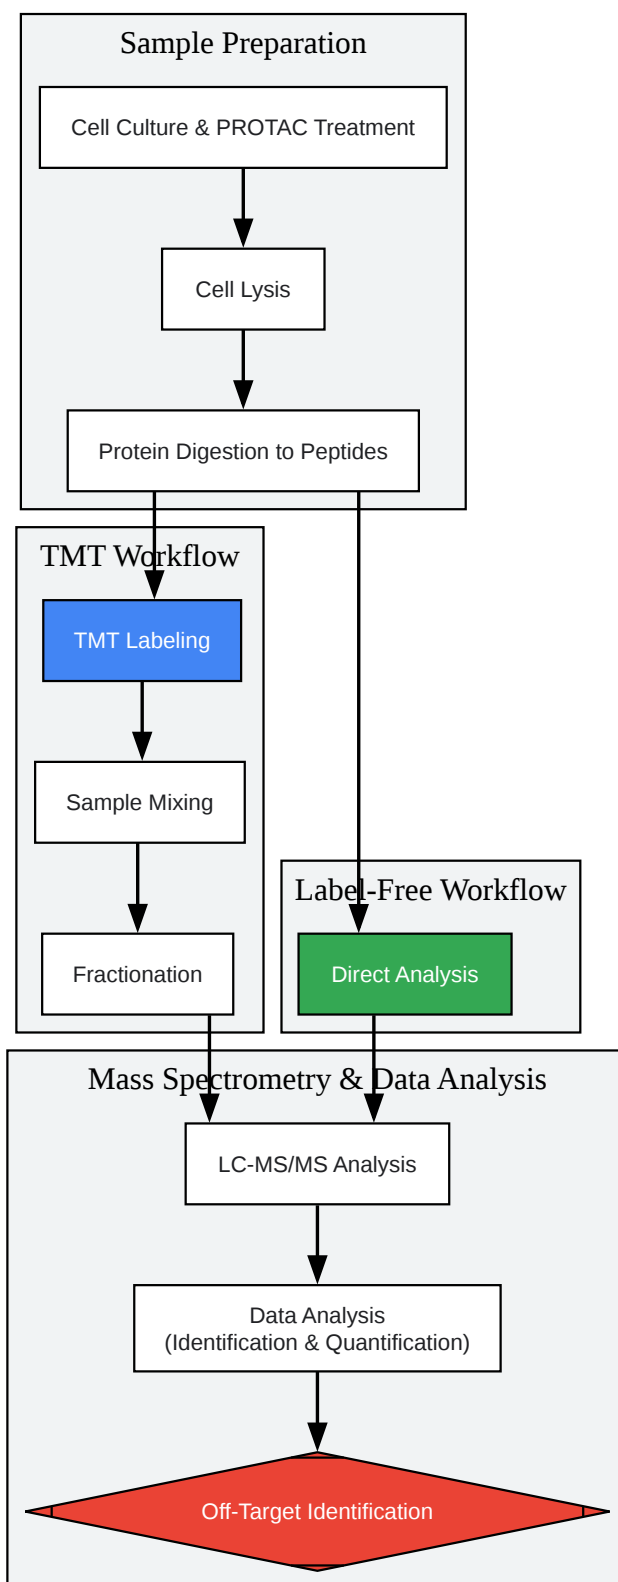 Sample Preparation
Cell Culture & PROTAC Treatment
Cell Lysis
Protein Digestion to Peptides
TMT Workflow
TMT Labeling
Sample Mixing
Fractionation
Label-Free Workflow
Direct Analysis
Mass Spectrometry & Data Analysis
LC-MS/MS Analysis
Data Analysis
(Identification & Quantification)
Off-Target Identification